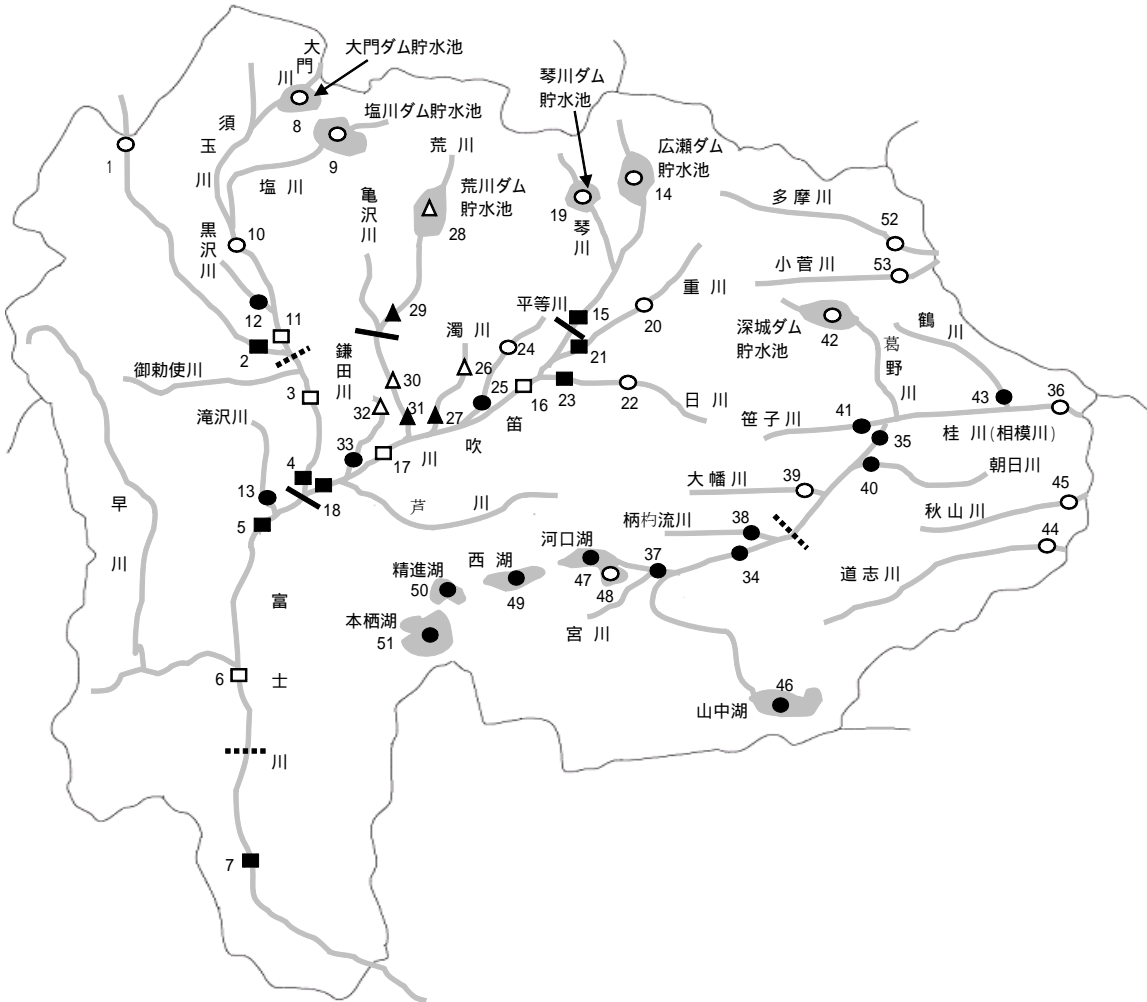 大門川
大門ダム貯水池
琴川ダム
貯水池
8
塩川ダム貯水池
須玉川
1
9
荒川
広瀬ダム
貯水池
14
塩川
亀沢川
荒川ダム
貯水池
28
19
琴川
多摩川
52
小菅川
53
黒沢川
10
12
11
2
29
平等川
15
重川
20
深城ダム
貯水池
42
鶴川
葛野川
御勅使川
3
鎌田川
濁川
26
24
21
30
32
31
27
25
16
23
22
日川
43
36
滝沢川
33
17
笛吹川
笹子川
41
35
桂川(相模川)
4
13
18
5
芦川
大幡川
39
40
朝日川
45
早川
柄杓流川
38
秋山川
44
精進湖
50
西湖
49
河口湖
47
48
37
34
道志川
本栖湖
51
宮川
富士川
6
46
山中湖
7